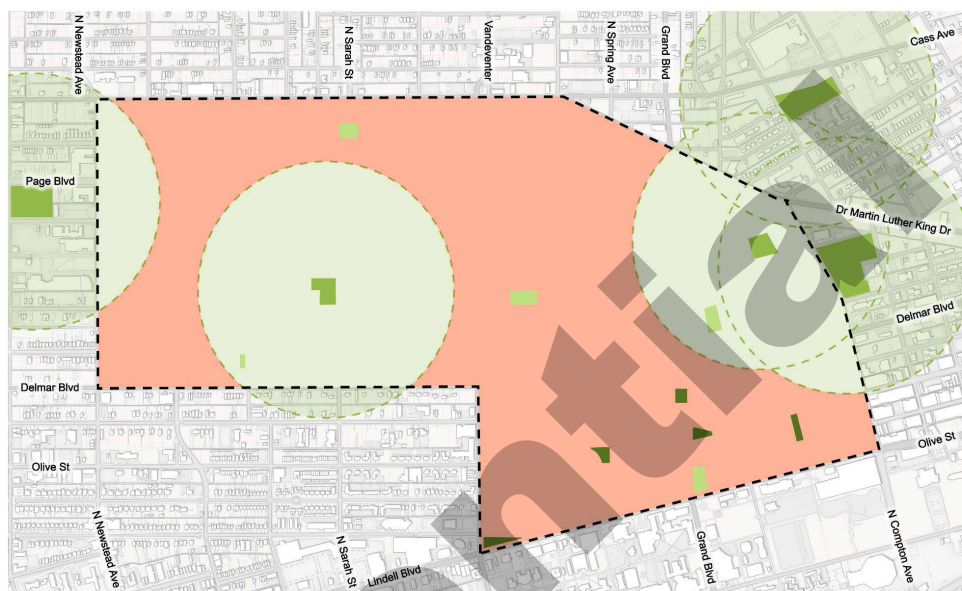 N Newstead Ave
N Sarah St
Vandeventer
N Spring Ave
Grand Blvd
Cass Ave
Page Blvd
Dr Martin Luther King Dr
Delmar Blvd
Delmar Blvd
Olive St
Olive St
N Newstead Ave
N Sarah St
Lindell Blvd
Grand Blvd
N Compton Ave
ntial